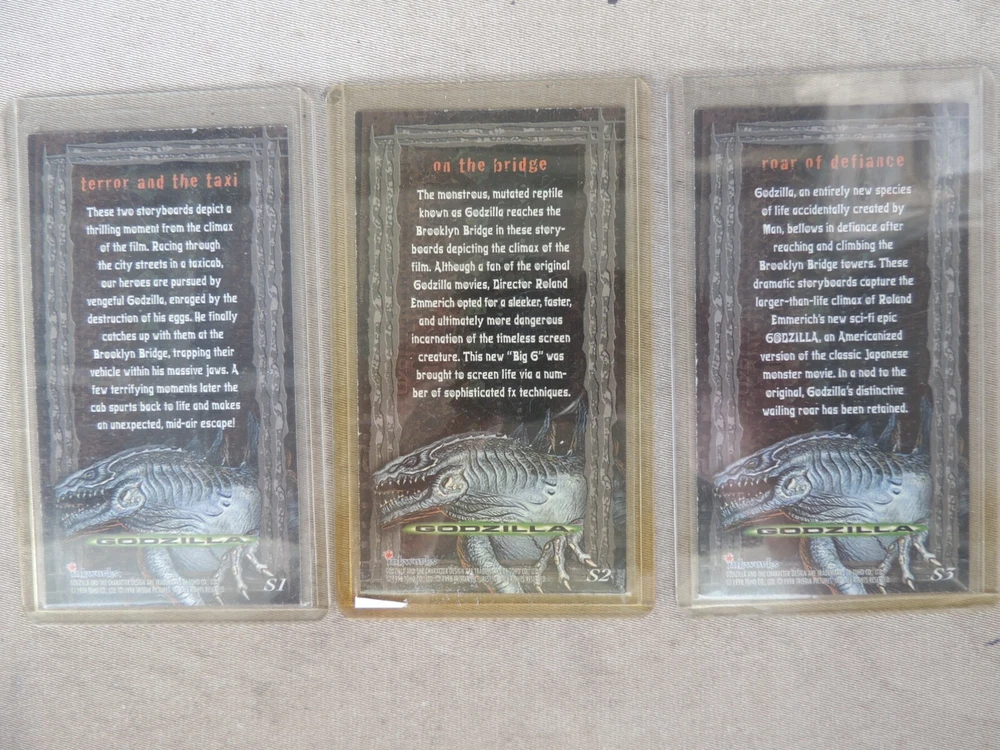 terror and the taxi
These two storyboards depict a
thrilling moment from the climax
of the film. Racing through
the city streets in a taxicab,
our heroes are pursued by
vengeful Godzilla, enraged by the
destruction of his eggs. He finally
catches up with them at the
Brooklyn Bridge, trapping their
vehicle within his massive jaws. A
few terrifying moments later the
cab spurts back to life and makes
an unexpected, mid-air escape!
GODZILLA
inkworks
S1
on the bridge
The monstrous, mutated reptile
known as Godzilla reaches the
Brooklyn Bridge in these story-
boards depicting the climax of the
film. Although a fan of the original
Godzilla movies, Director Roland
Emmerich opted for a sleeker, faster,
and ultimately more dangerous
incarnation of the timeless screen
creature. This new "Big G" was
brought to screen life via a num-
ber of sophisticated fx techniques.
GODZILLA
inkworks
S2
roar of defiance
Godzilla, an entirely new species
of life accidentally created by
Man, bellows in defiance after
reaching and climbing the
Brooklyn Bridge towers. These
dramatic storyboards capture the
larger-than-life climax of Roland
Emmerich's new sci-fi epic
GODZILLA, an Americanized
version of the classic Japanese
monster movie. In a nod to the
original, Godzilla's distinctive
wailing roar has been retained.
GODZILLA
inkworks
S3